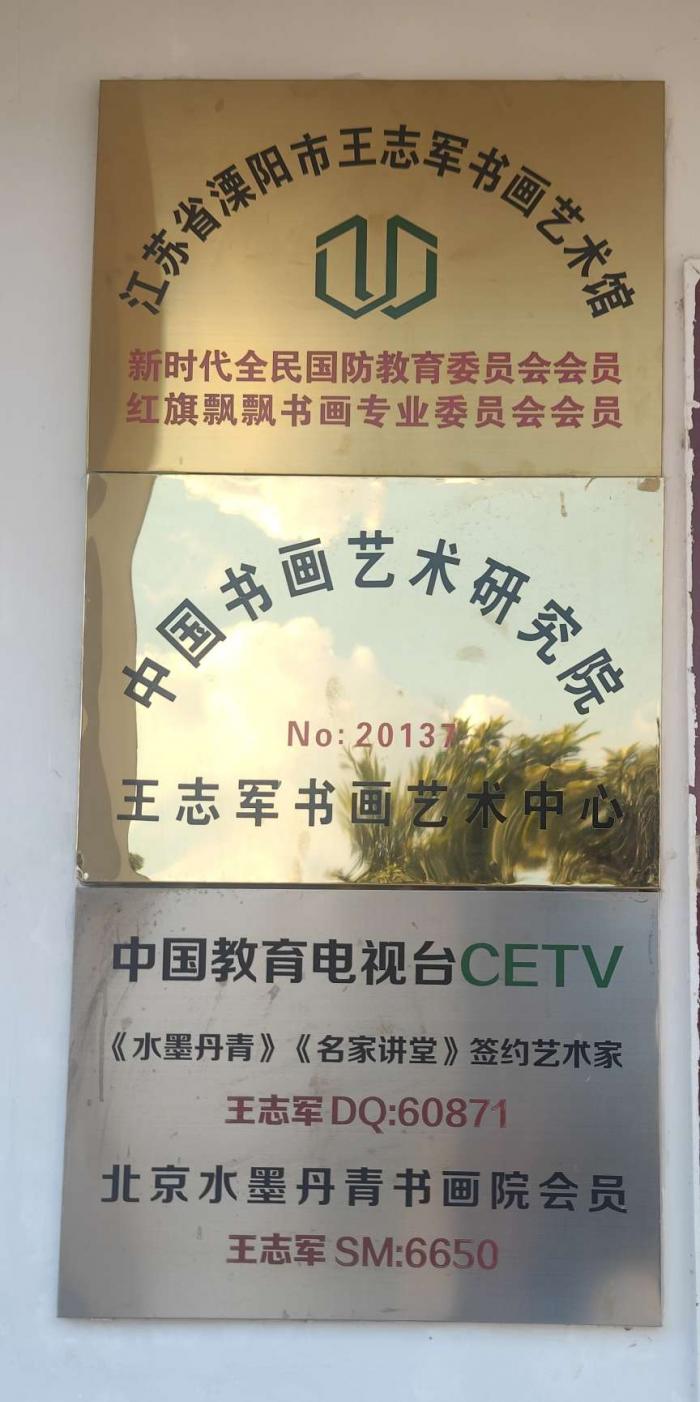 江苏省溧阳市王志军书画艺术馆
新时代全民国防教育委员会会员
红旗飘飘书画专业委员会会员
中国书画艺术研究院
No:20137
王志军书画艺术中心
中国教育电视台CETV
《水墨丹青》《名家讲堂》签约艺术家
王志军DQ:60871
北京水墨丹青书画院会员
王志军SM:6650